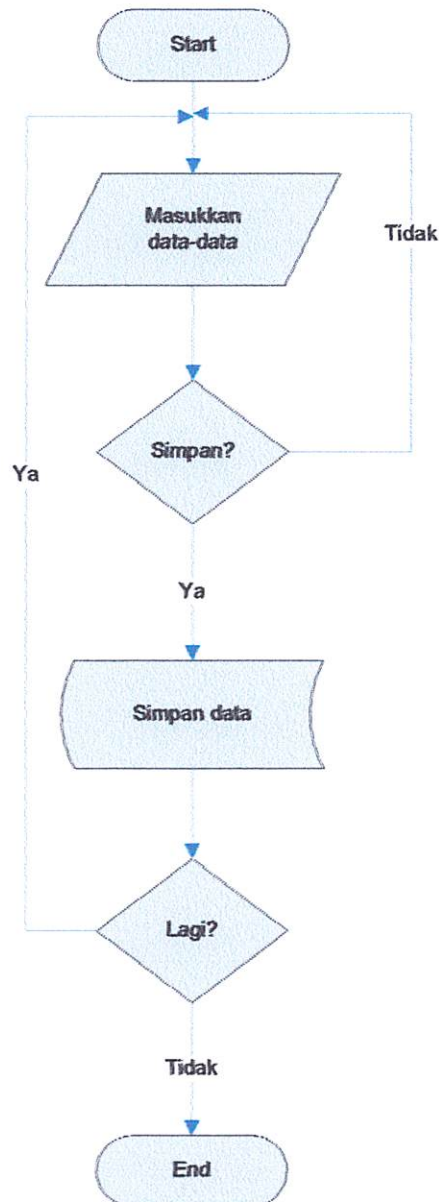 Start
Masukkan
data-data
Tidak
Simpan?
Ya
Ya
Simpan data
Lagi?
Tidak
End